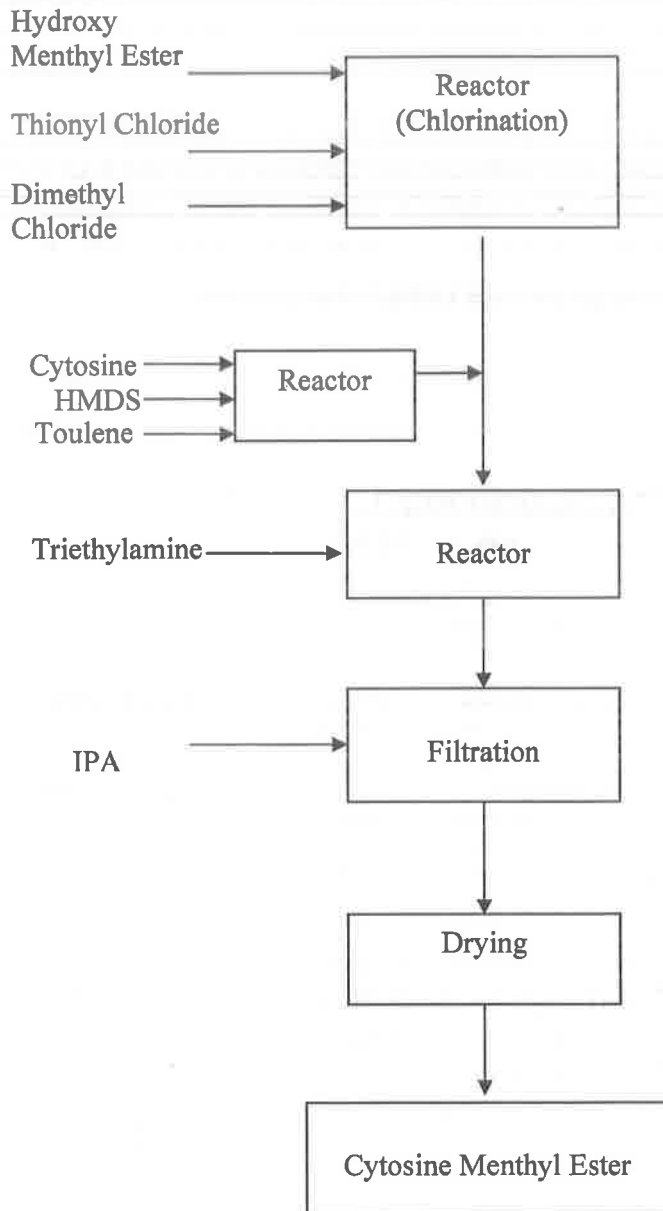 Hydroxy
Menthyl Ester
Reactor
(Chlorination)
Thionyl Chloride
Dimethyl
Chloride
Cytosine
HMDS
Toulene
Reactor
Triethylamine
Reactor
IPA
Filtration
Drying
Cytosine Menthyl Ester